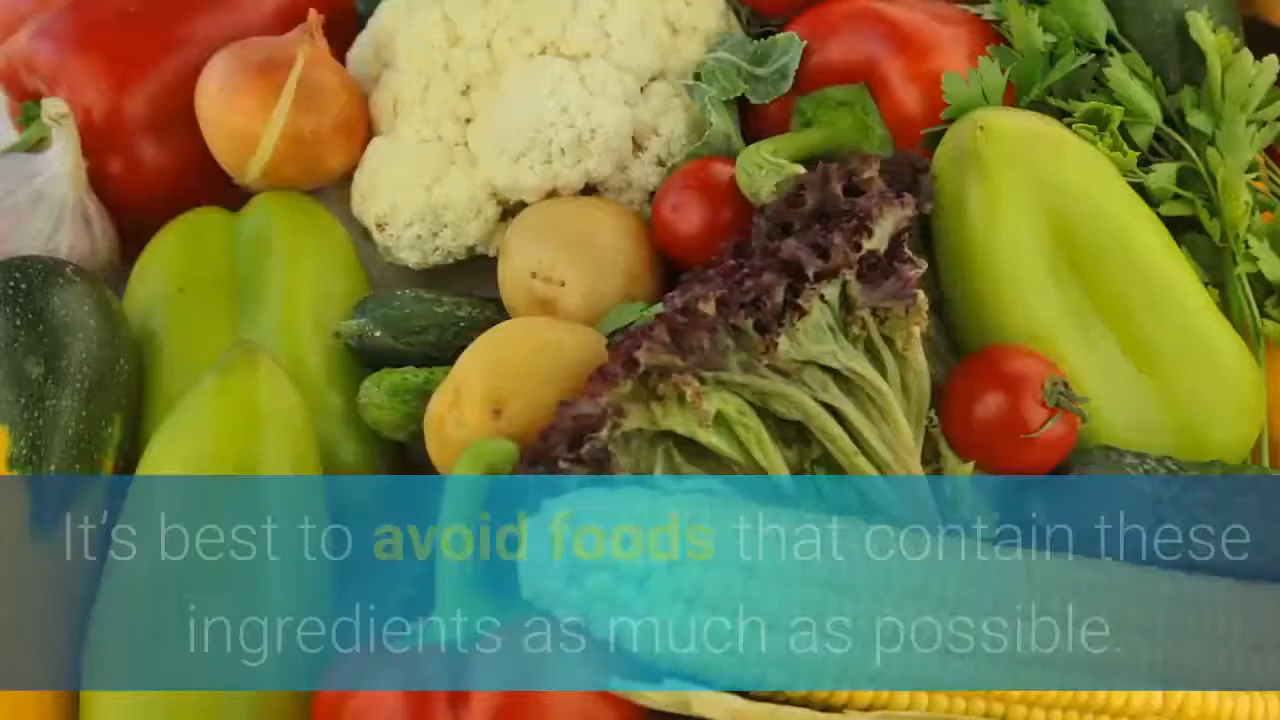 It's best to avoid foods that contain these
ingredients as much as possible.